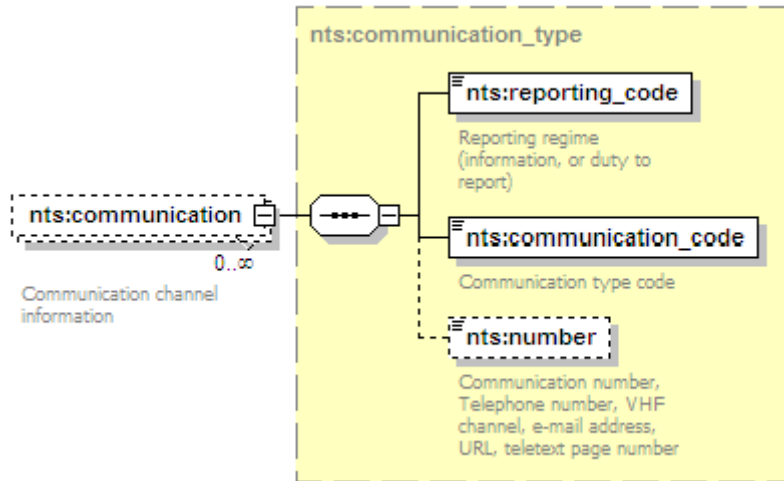 nts:communication_type
nts:reporting_code
Reporting regime
(information, or duty to
report)
nts:communication
0..∞
Communication channel
information
nts:communication_code
Communication type code
nts:number
Communication number,
Telephone number, VHF
channel, e-mail address,
URL, teletext page number